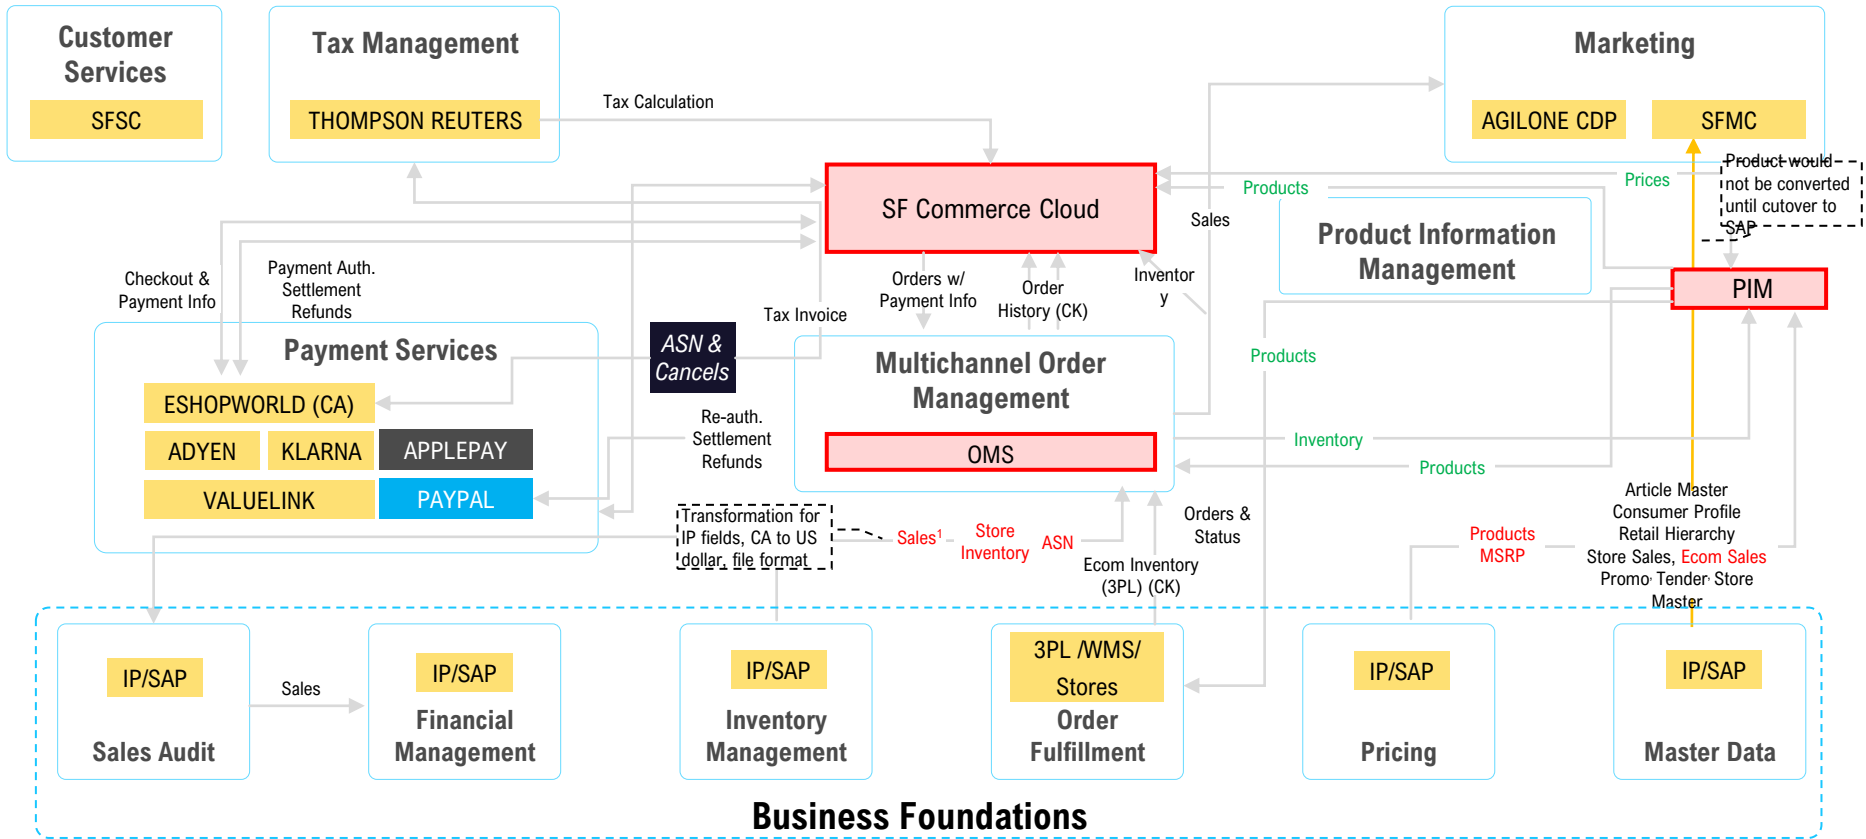 Customer
Services
SFSC
Tax Management
THOMPSON REUTERS
Tax Calculation
Marketing
AGILONE CDP
SFMC
Product would
not be converted
until cutover to
SAP
Prices
Products
SF Commerce Cloud
Sales
Product Information
Management
PIM
Checkout &
Payment Info
Payment Auth.
Settlement
Refunds
Orders w/
Payment Info
Order
History (CK)
Inventor
y
Tax Invoice
ASN &
Cancels
Payment Services
ESHOPWORLD (CA)
ADYEN
KLARNA
APPLEPAY
VALUELINK
PAYPAL
Re-auth.
Settlement
Refunds
Multichannel Order
Management
OMS
Products
Inventory
Products
Transformation for
IP fields, CA to US
dollar, file format
Sales¹
Store
Inventory
ASN
Orders &
Status
Ecom Inventory
(3PL) (CK)
Products
MSRP
Article Master
Consumer Profile
Retail Hierarchy
Store Sales, Ecom Sales
Promo, Tender, Store
Master
IP/SAP
Sales Audit
Sales
IP/SAP
Financial
Management
IP/SAP
Inventory
Management
3PL /WMS/
Stores
Order
Fulfillment
IP/SAP
Pricing
IP/SAP
Master Data
Business Foundations